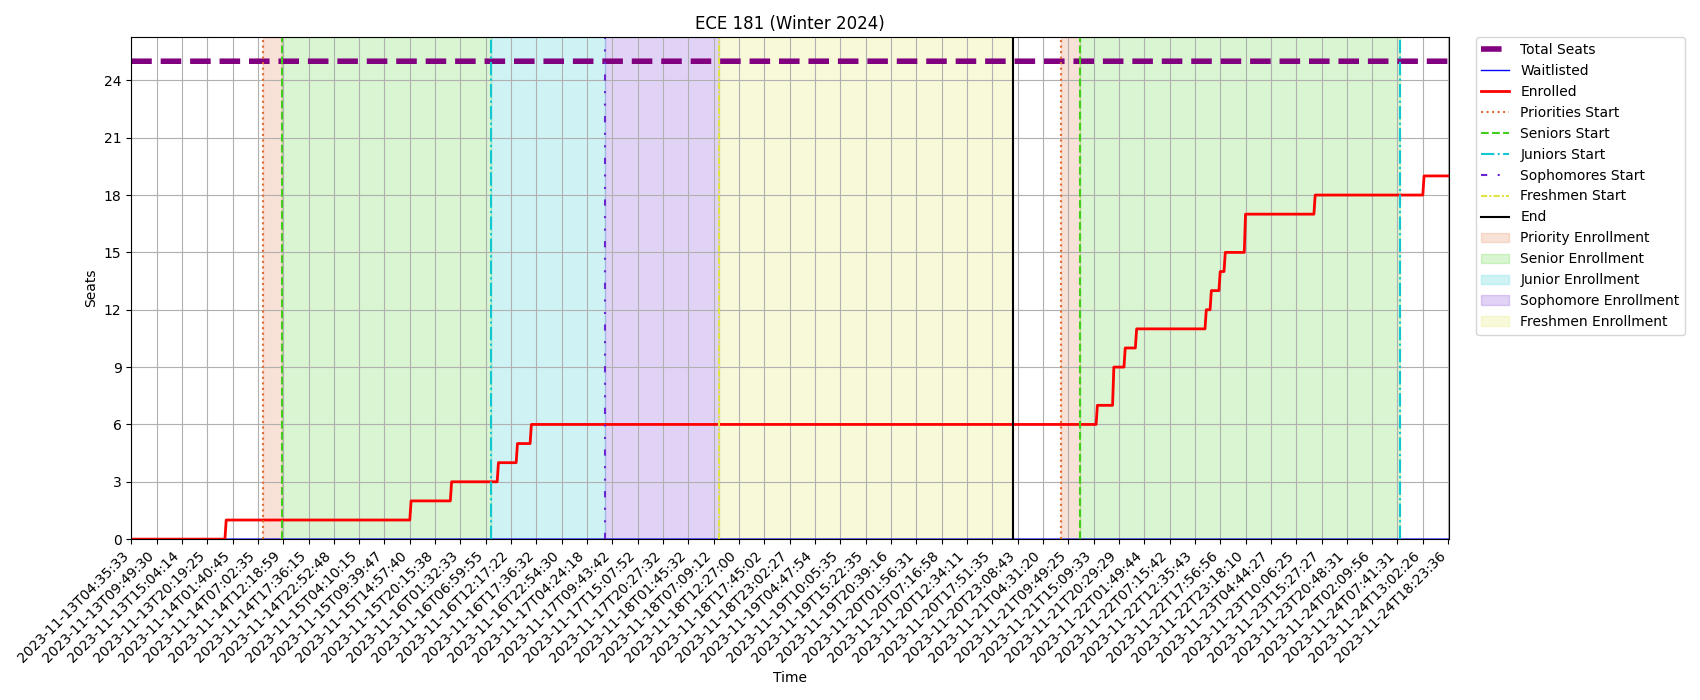 ECE 181 (Winter 2024)
Seats
24
21
18
15
12
9
6
3
0
2023-11-13T04:35:33
2023-11-13T09:49:30
2023-11-13T15:04:14
2023-11-13T20:19:25
2023-11-14T01:40:45
2023-11-14T07:02:35
2023-11-14T12:18:59
2023-11-14T17:36:15
2023-11-14T22:52:48
2023-11-15T04:10:15
2023-11-15T09:39:47
2023-11-15T14:57:40
2023-11-15T20:15:38
2023-11-16T01:32:33
2023-11-16T06:59:55
2023-11-16T12:17:22
2023-11-16T17:36:32
2023-11-16T22:54:30
2023-11-17T04:24:18
2023-11-17T09:43:42
2023-11-17T15:07:52
2023-11-17T20:27:32
2023-11-18T01:45:32
2023-11-18T07:09:12
2023-11-18T12:27:00
2023-11-18T17:45:02
2023-11-18T23:02:27
2023-11-19T04:47:54
2023-11-19T10:05:35
2023-11-19T15:22:35
2023-11-19T20:39:16
2023-11-20T01:56:31
2023-11-20T07:16:58
2023-11-20T12:34:11
2023-11-20T17:51:35
2023-11-20T23:08:43
2023-11-21T04:31:20
2023-11-21T09:49:25
2023-11-21T15:09:33
2023-11-21T20:29:29
2023-11-22T01:49:44
2023-11-22T07:15:42
2023-11-22T12:35:43
2023-11-22T17:56:56
2023-11-22T23:18:10
2023-11-23T04:44:27
2023-11-23T10:06:25
2023-11-23T15:27:27
2023-11-23T20:48:31
2023-11-24T02:09:56
2023-11-24T07:41:31
2023-11-24T13:02:26
2023-11-24T18:23:36
Time
Total Seats
Waitlisted
Enrolled
Priorities Start
Seniors Start
Juniors Start
Sophomores Start
Freshmen Start
End
Priority Enrollment
Senior Enrollment
Junior Enrollment
Sophomore Enrollment
Freshmen Enrollment